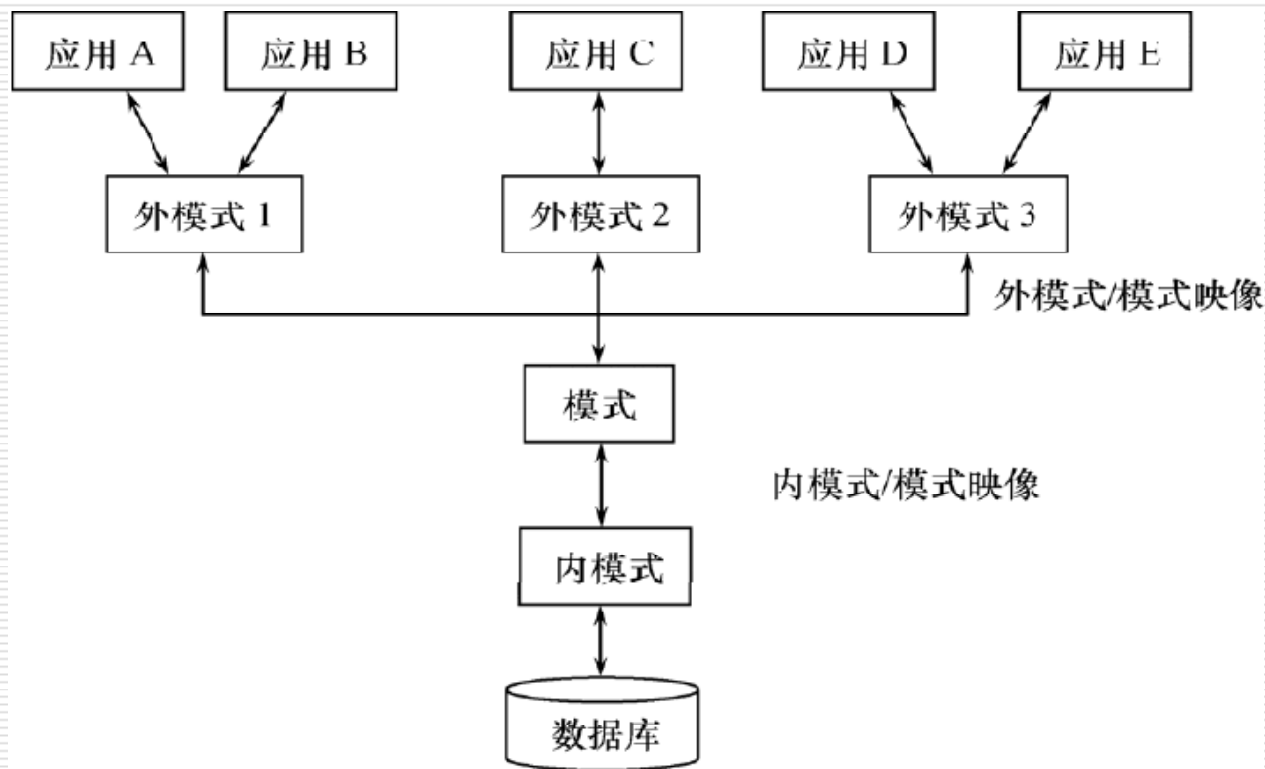 应用 A
应用 B
应用 C
应用 D
应用 E
外模式 1
外模式 2
外模式 3
外模式/模式映像
模式
内模式/模式映像
内模式
数据库